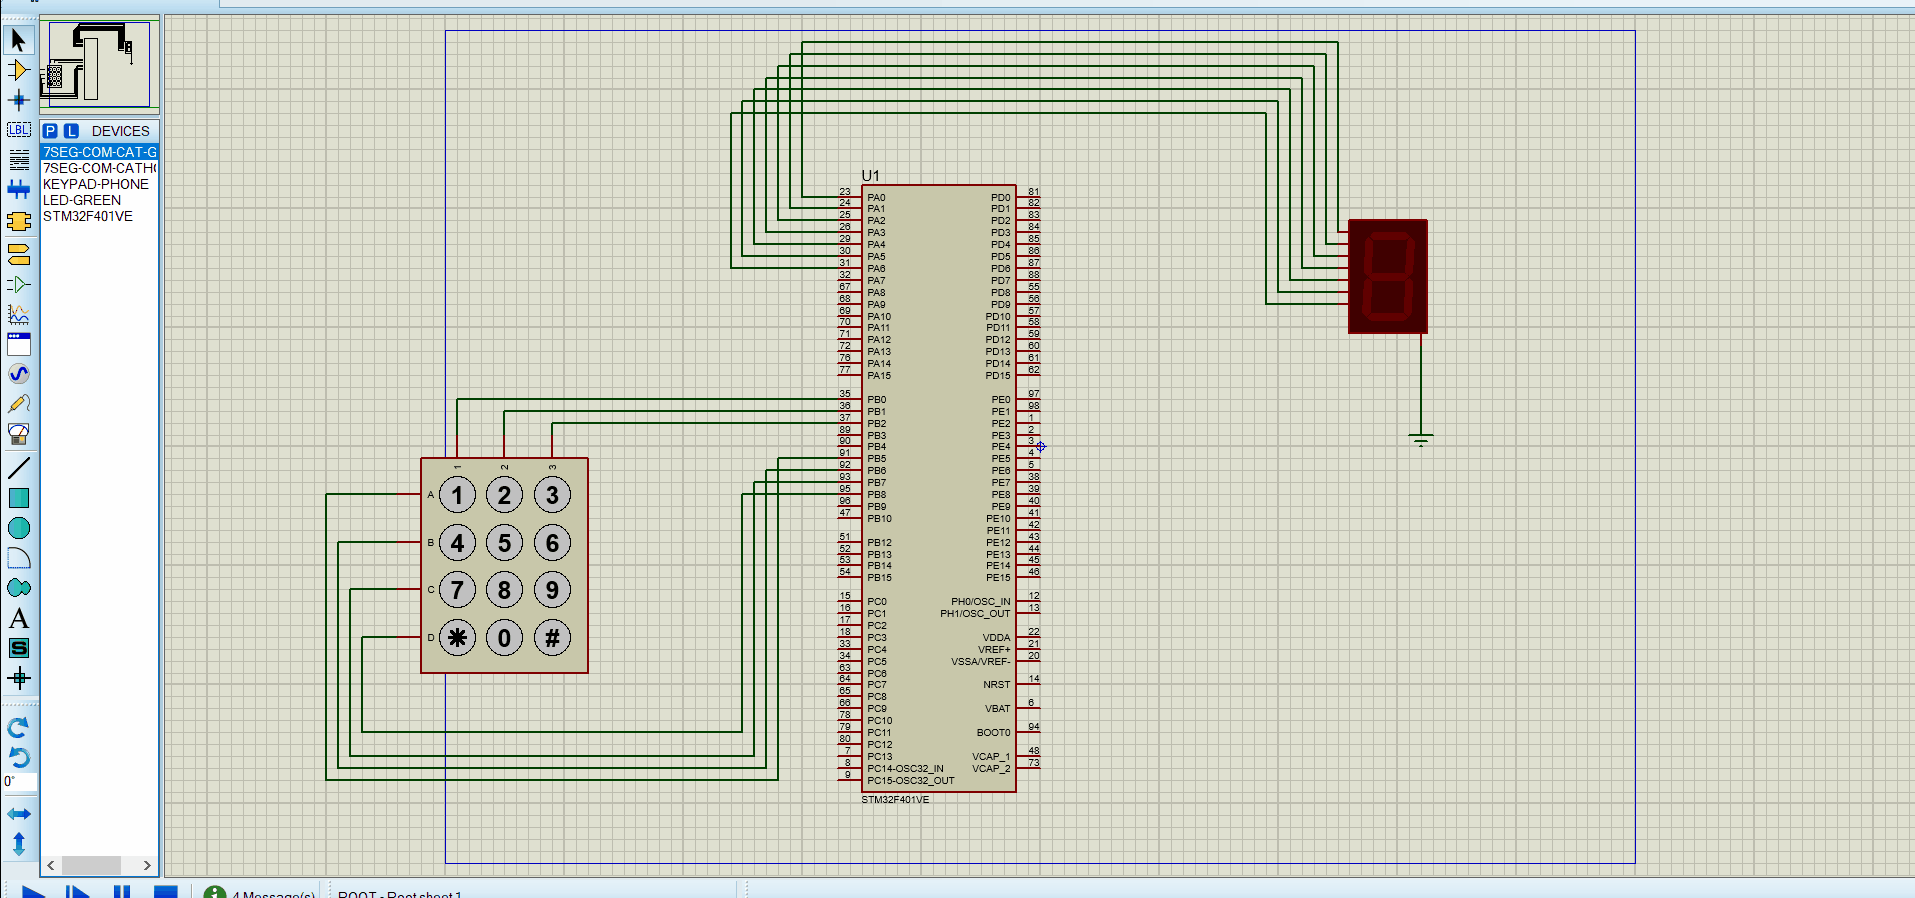 LBL
P L DEVICES
7SEG-COM-CAT-G
7SEG-COM-CATH
KEYPAD-PHONE
LED-GREEN
STM32F401VE
A
S
0°
U1
23 PA0
24 PA1
25 PA2
26 PA3
29 PA4
30 PA5
31 PA6
32 PA7
67 PA8
68 PA9
69 PA10
70 PA11
71 PA12
72 PA13
76 PA14
77 PA15
35 PB0
36 PB1
37 PB2
89 PB3
90 PB4
91 PB5
92 PB6
93 PB7
95 PB8
96 PB9
47 PB10
51 PB12
52 PB13
53 PB14
54 PB15
15 PC0
16 PC1
17 PC2
18 PC3
33 PC4
34 PC5
63 PC6
64 PC7
65 PC8
66 PC9
78 PC10
79 PC11
80 PC12
7 PC13
8 PC14-OSC32_IN
9 PC15-OSC32_OUT
PD0 81
PD1 82
PD2 83
PD3 84
PD4 85
PD5 86
PD6 87
PD7 88
PD8 55
PD9 56
PD10 57
PD11 58
PD12 59
PD13 60
PD14 61
PD15 62
PE0 97
PE1 98
PE2 1
PE3 2
PE4 3
PE5 4
PE6 5
PE7 38
PE8 39
PE9 40
PE10 41
PE11 42
PE12 43
PE13 44
PE14 45
PE15 46
PH0/OSC_IN 12
PH1/OSC_OUT 13
VDDA 22
VREF+ 21
VSSA/VREF- 20
NRST 14
VBAT 6
BOOT0 94
VCAP_1 48
VCAP_2 73
STM32F401VE
1 2 3
A 1 2 3
B 4 5 6
C 7 8 9
D * 0 #
4 Message(s)
ROOT - Root sheet 1